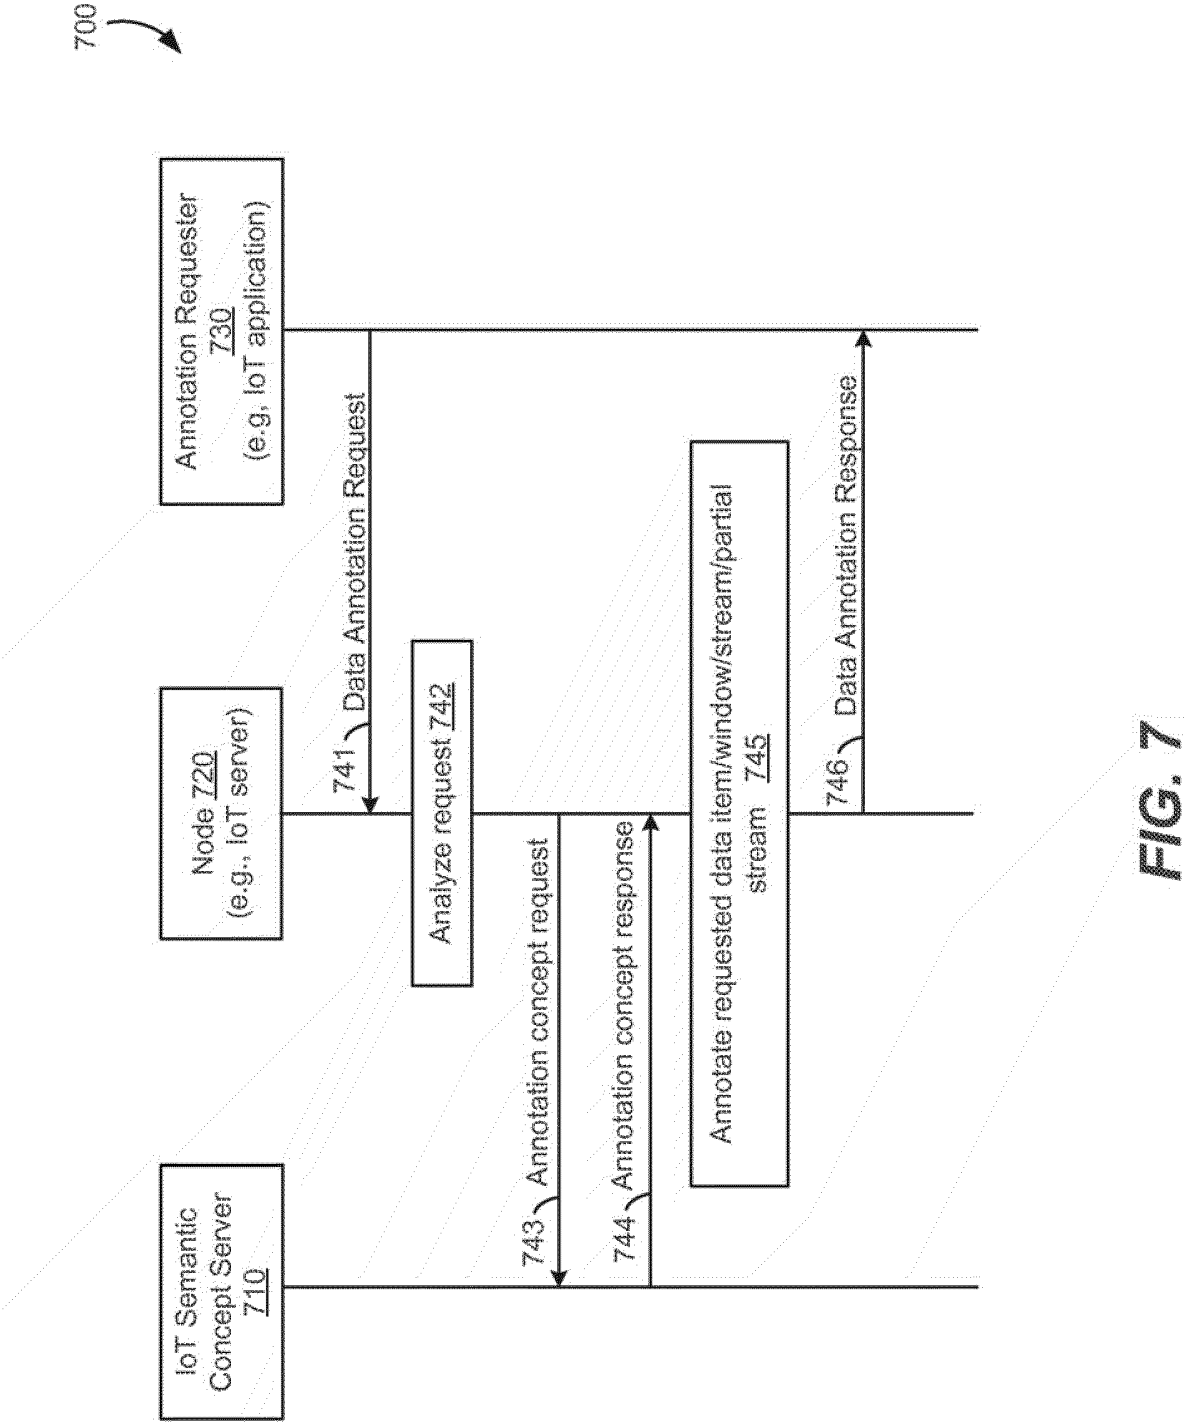 700
IoT Semantic
Concept Server
710
Node 720
(e.g., IoT server)
Annotation Requester
730
(e.g, IoT application)
741
Data Annotation Request
Analyze request 742
743
Annotation concept request
744
Annotation concept response
Annotate requested data item/window/stream/partial
stream 745
746
Data Annotation Response
FIG. 7